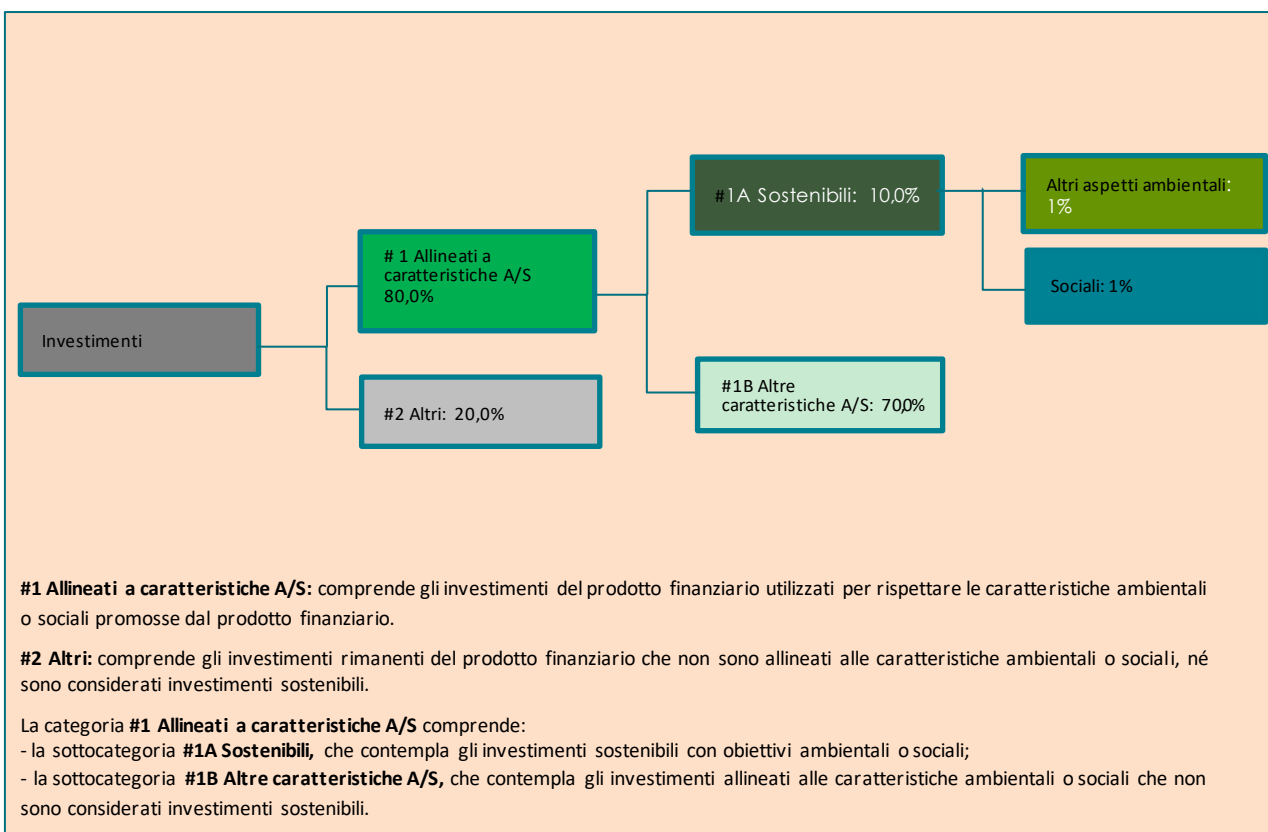 #1A Sostenibili: 10,0%
Altri aspetti ambientali:
1%
# 1 Allineati a
caratteristiche A/S
80,0%
Sociali: 1%
Investimenti
#2 Altri: 20,0%
#1B Altre
caratteristiche A/S: 70,0%
#1 Allineati a caratteristiche A/S: comprende gli investimenti del prodotto finanziario utilizzati per rispettare le caratteristiche ambientali
o sociali promosse dal prodotto finanziario.
#2 Altri: comprende gli investimenti rimanenti del prodotto finanziario che non sono allineati alle caratteristiche ambientali o sociali, né
sono considerati investimenti sostenibili.
La categoria #1 Allineati a caratteristiche A/S comprende:
- la sottocategoria #1A Sostenibili, che contempla gli investimenti sostenibili con obiettivi ambientali o sociali;
- la sottocategoria #1B Altre caratteristiche A/S, che contempla gli investimenti allineati alle caratteristiche ambientali o sociali che non
sono considerati investimenti sostenibili.